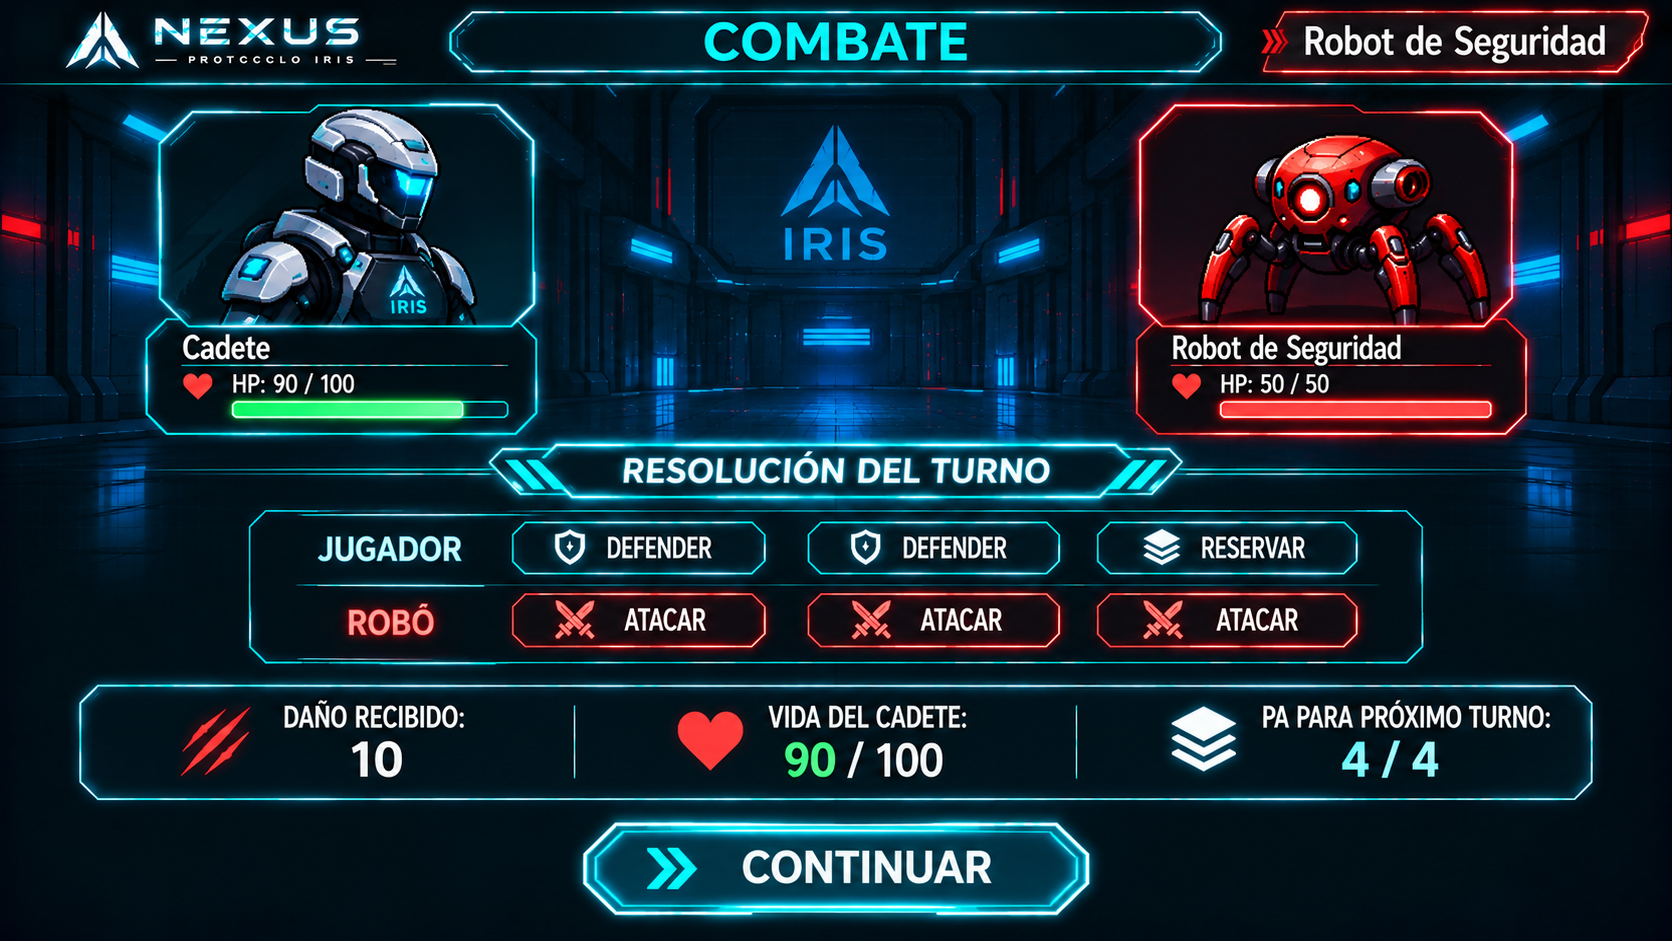 NEXUS
PROTCCCLO IRIS
COMBATE
Robot de Seguridad
IRIS
IRIS
Cadete
HP: 90 / 100
Robot de Seguridad
HP: 50 / 50
RESOLUCIÓN DEL TURNO
JUGADOR DEFENDER DEFENDER RESERVAR
ROBŐ ATACAR ATACAR ATACAR
DAÑO RECIBIDO:
10
VIDA DEL CADETE:
90 / 100
PA PARA PRÓXIMO TURNO:
4 / 4
CONTINUAR